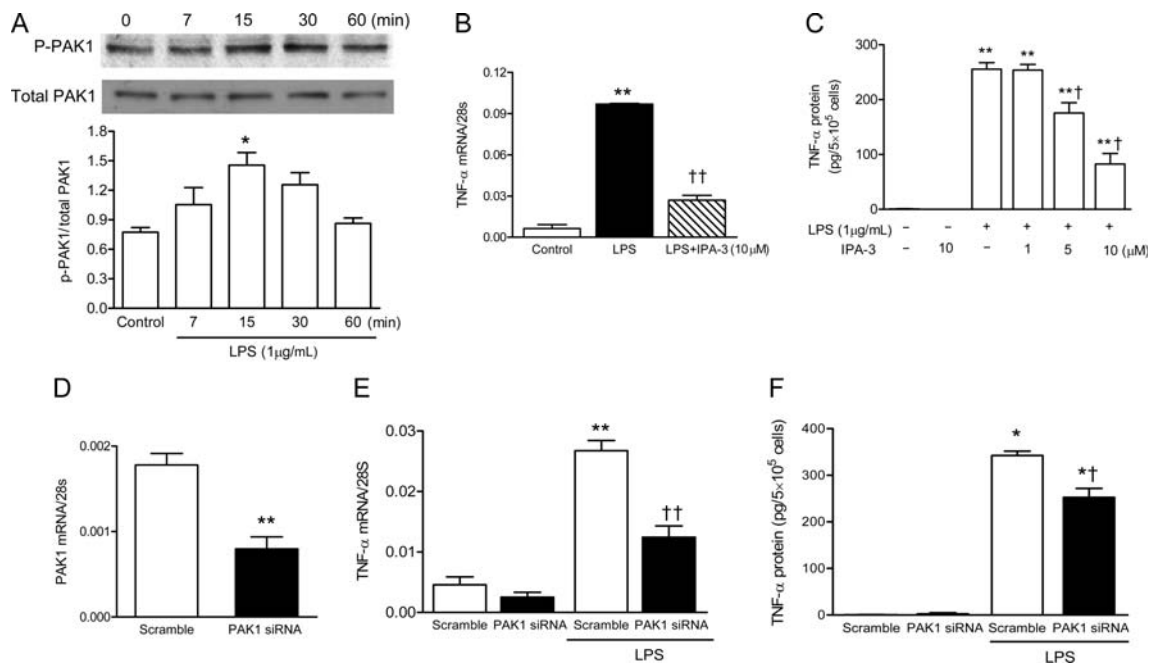 A
0 7 15 30 60 (min)
P-PAK1
Total PAK1
p-PAK1/total PAK1
1.8
1.5
1.2
0.9
0.6
0.3
0.0
*
Control 7 15 30 60 (min)
LPS (1μg/mL)
B
TNF-α mRNA/28s
0.12
0.09
0.06
0.03
0.00
**
††
Control LPS LPS+IPA-3 (10μM)
C
TNF-α protein
(pg/5×10⁵ cells)
300
200
100
0
** ** **† **†
LPS (1μg/mL) – – + + + +
IPA-3 – 10 – 1 5 10 (μM)
D
PAK1 mRNA/28s
0.002
0.001
0.000
**
Scramble PAK1 siRNA
E
TNF-α mRNA/28S
0.03
0.02
0.01
0.00
**
††
Scramble PAK1 siRNA Scramble PAK1 siRNA
LPS
F
TNF-α protein (pg/5×10⁵ cells)
400
300
200
100
0
*
*†
Scramble PAK1 siRNA Scramble PAK1 siRNA
LPS